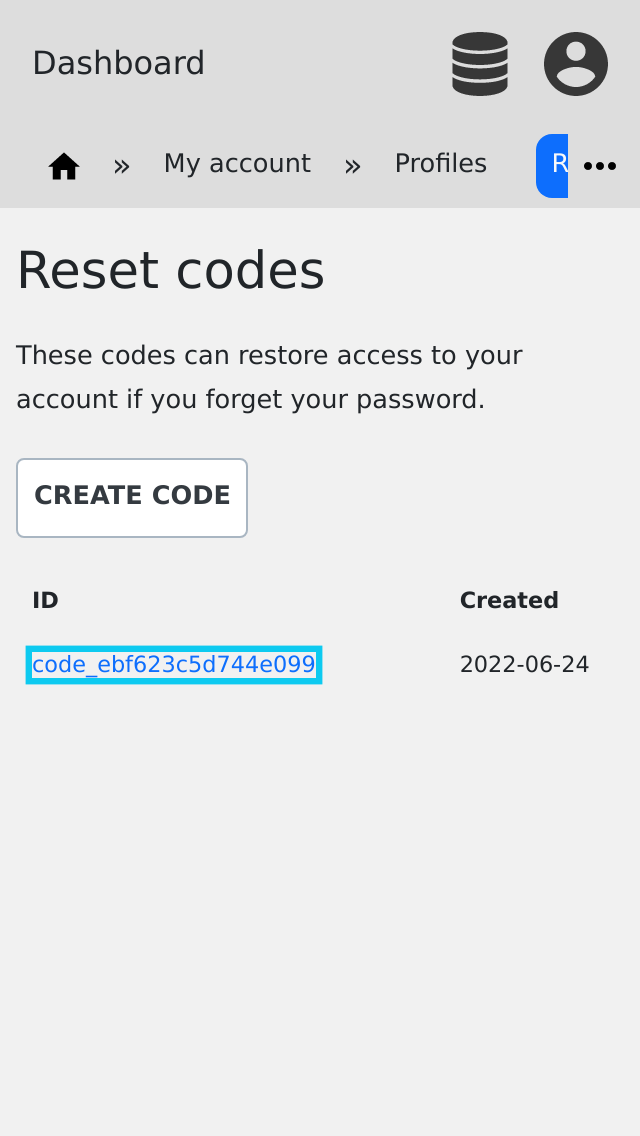 Dashboard
» My account » Profiles R
Reset codes
These codes can restore access to your
account if you forget your password.
CREATE CODE
ID Created
code_ebf623c5d744e099 2022-06-24